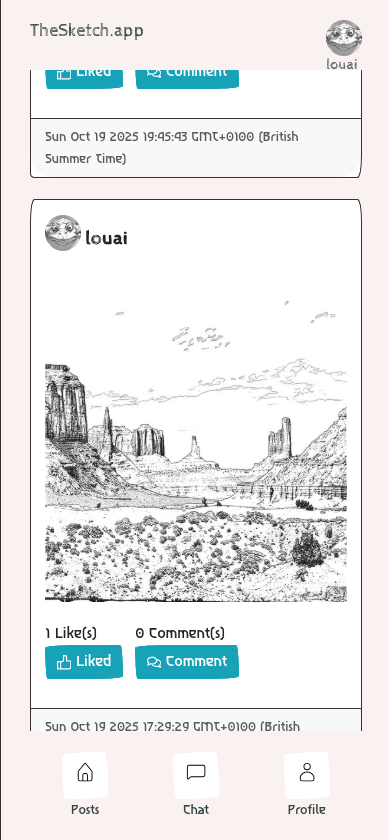 TheSketch.app
louai
Liked
Comment
Sun Oct 19 2025 19:45:43 GMT+0100 (British
Summer Time)
louai
1 Like(s)
0 Comment(s)
Liked
Comment
Sun Oct 19 2025 17:29:29 GMT+0100 (British
Posts
Chat
Profile